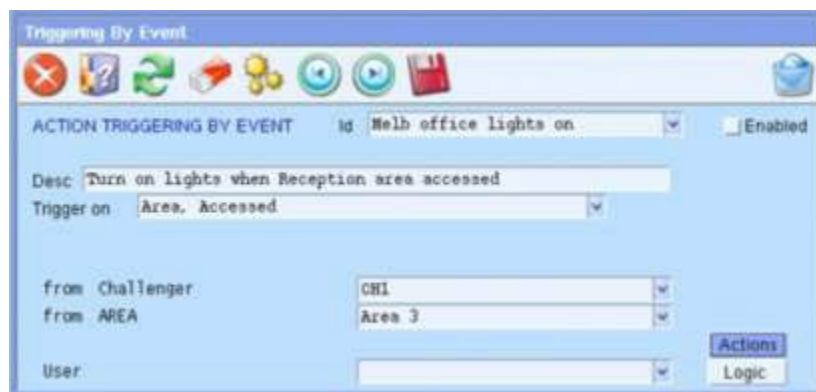 Triggering By Event
ACTION TRIGGERING BY EVENT Id Melb office lights on Enabled
Desc Turn on lights when Reception area accessed
Trigger on Area, Accessed
from Challenger CH1
from AREA Area 3
Actions
User Logic